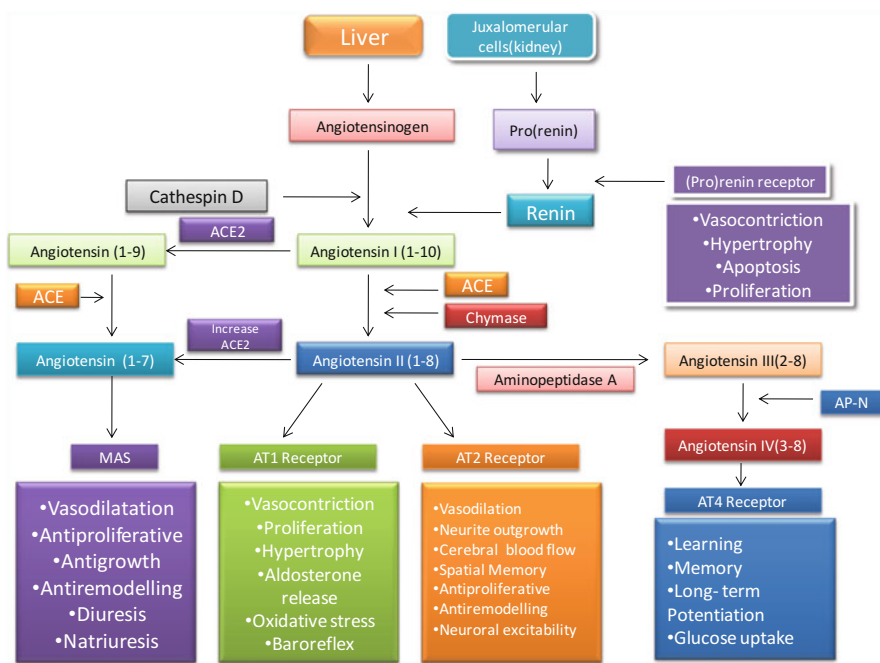 Liver
Juxalomerular
cells(kidney)
Angiotensinogen
Pro(renin)
Cathespin D
Renin
(Pro)renin receptor
•Vasocontriction
•Hypertrophy
•Apoptosis
•Proliferation
Angiotensin (1-9)
ACE2
Angiotensin I (1-10)
ACE
ACE
Chymase
Angiotensin (1-7)
Increase
ACE2
Angiotensin II (1-8)
Aminopeptidase A
Angiotensin III(2-8)
AP-N
Angiotensin IV(3-8)
MAS
AT1 Receptor
AT2 Receptor
AT4 Receptor
•Vasodilatation
•Antiproliferative
•Antigrowth
•Antiremodelling
•Diuresis
•Natriuresis
•Vasocontriction
•Proliferation
•Hypertrophy
•Aldosterone
release
•Oxidative stress
•Baroreflex
•Vasodilation
•Neurite outgrowth
•Cerebral blood flow
•Spatial Memory
•Antiproliferative
•Antiremodelling
•Neuroral excitability
•Learning
•Memory
•Long- term
Potentiation
•Glucose uptake